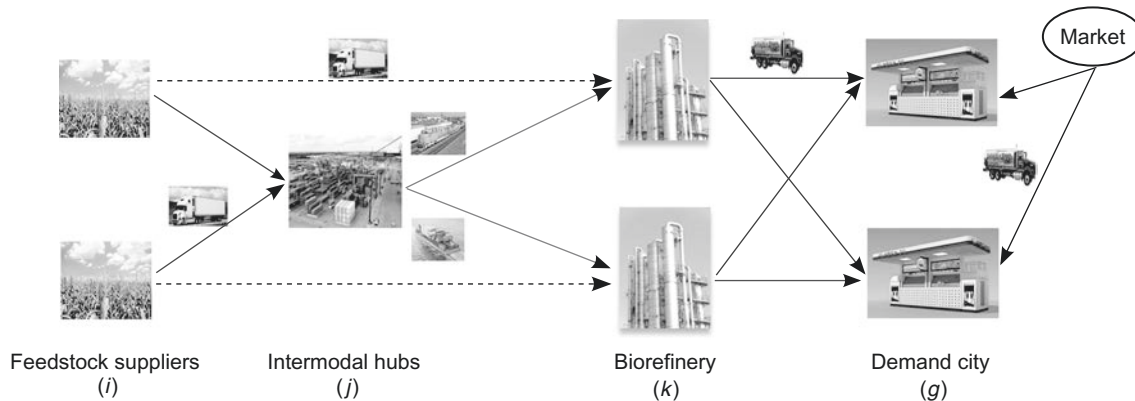 Market
Feedstock suppliers
(i)
Intermodal hubs
(j)
Biorefinery
(k)
Demand city
(g)